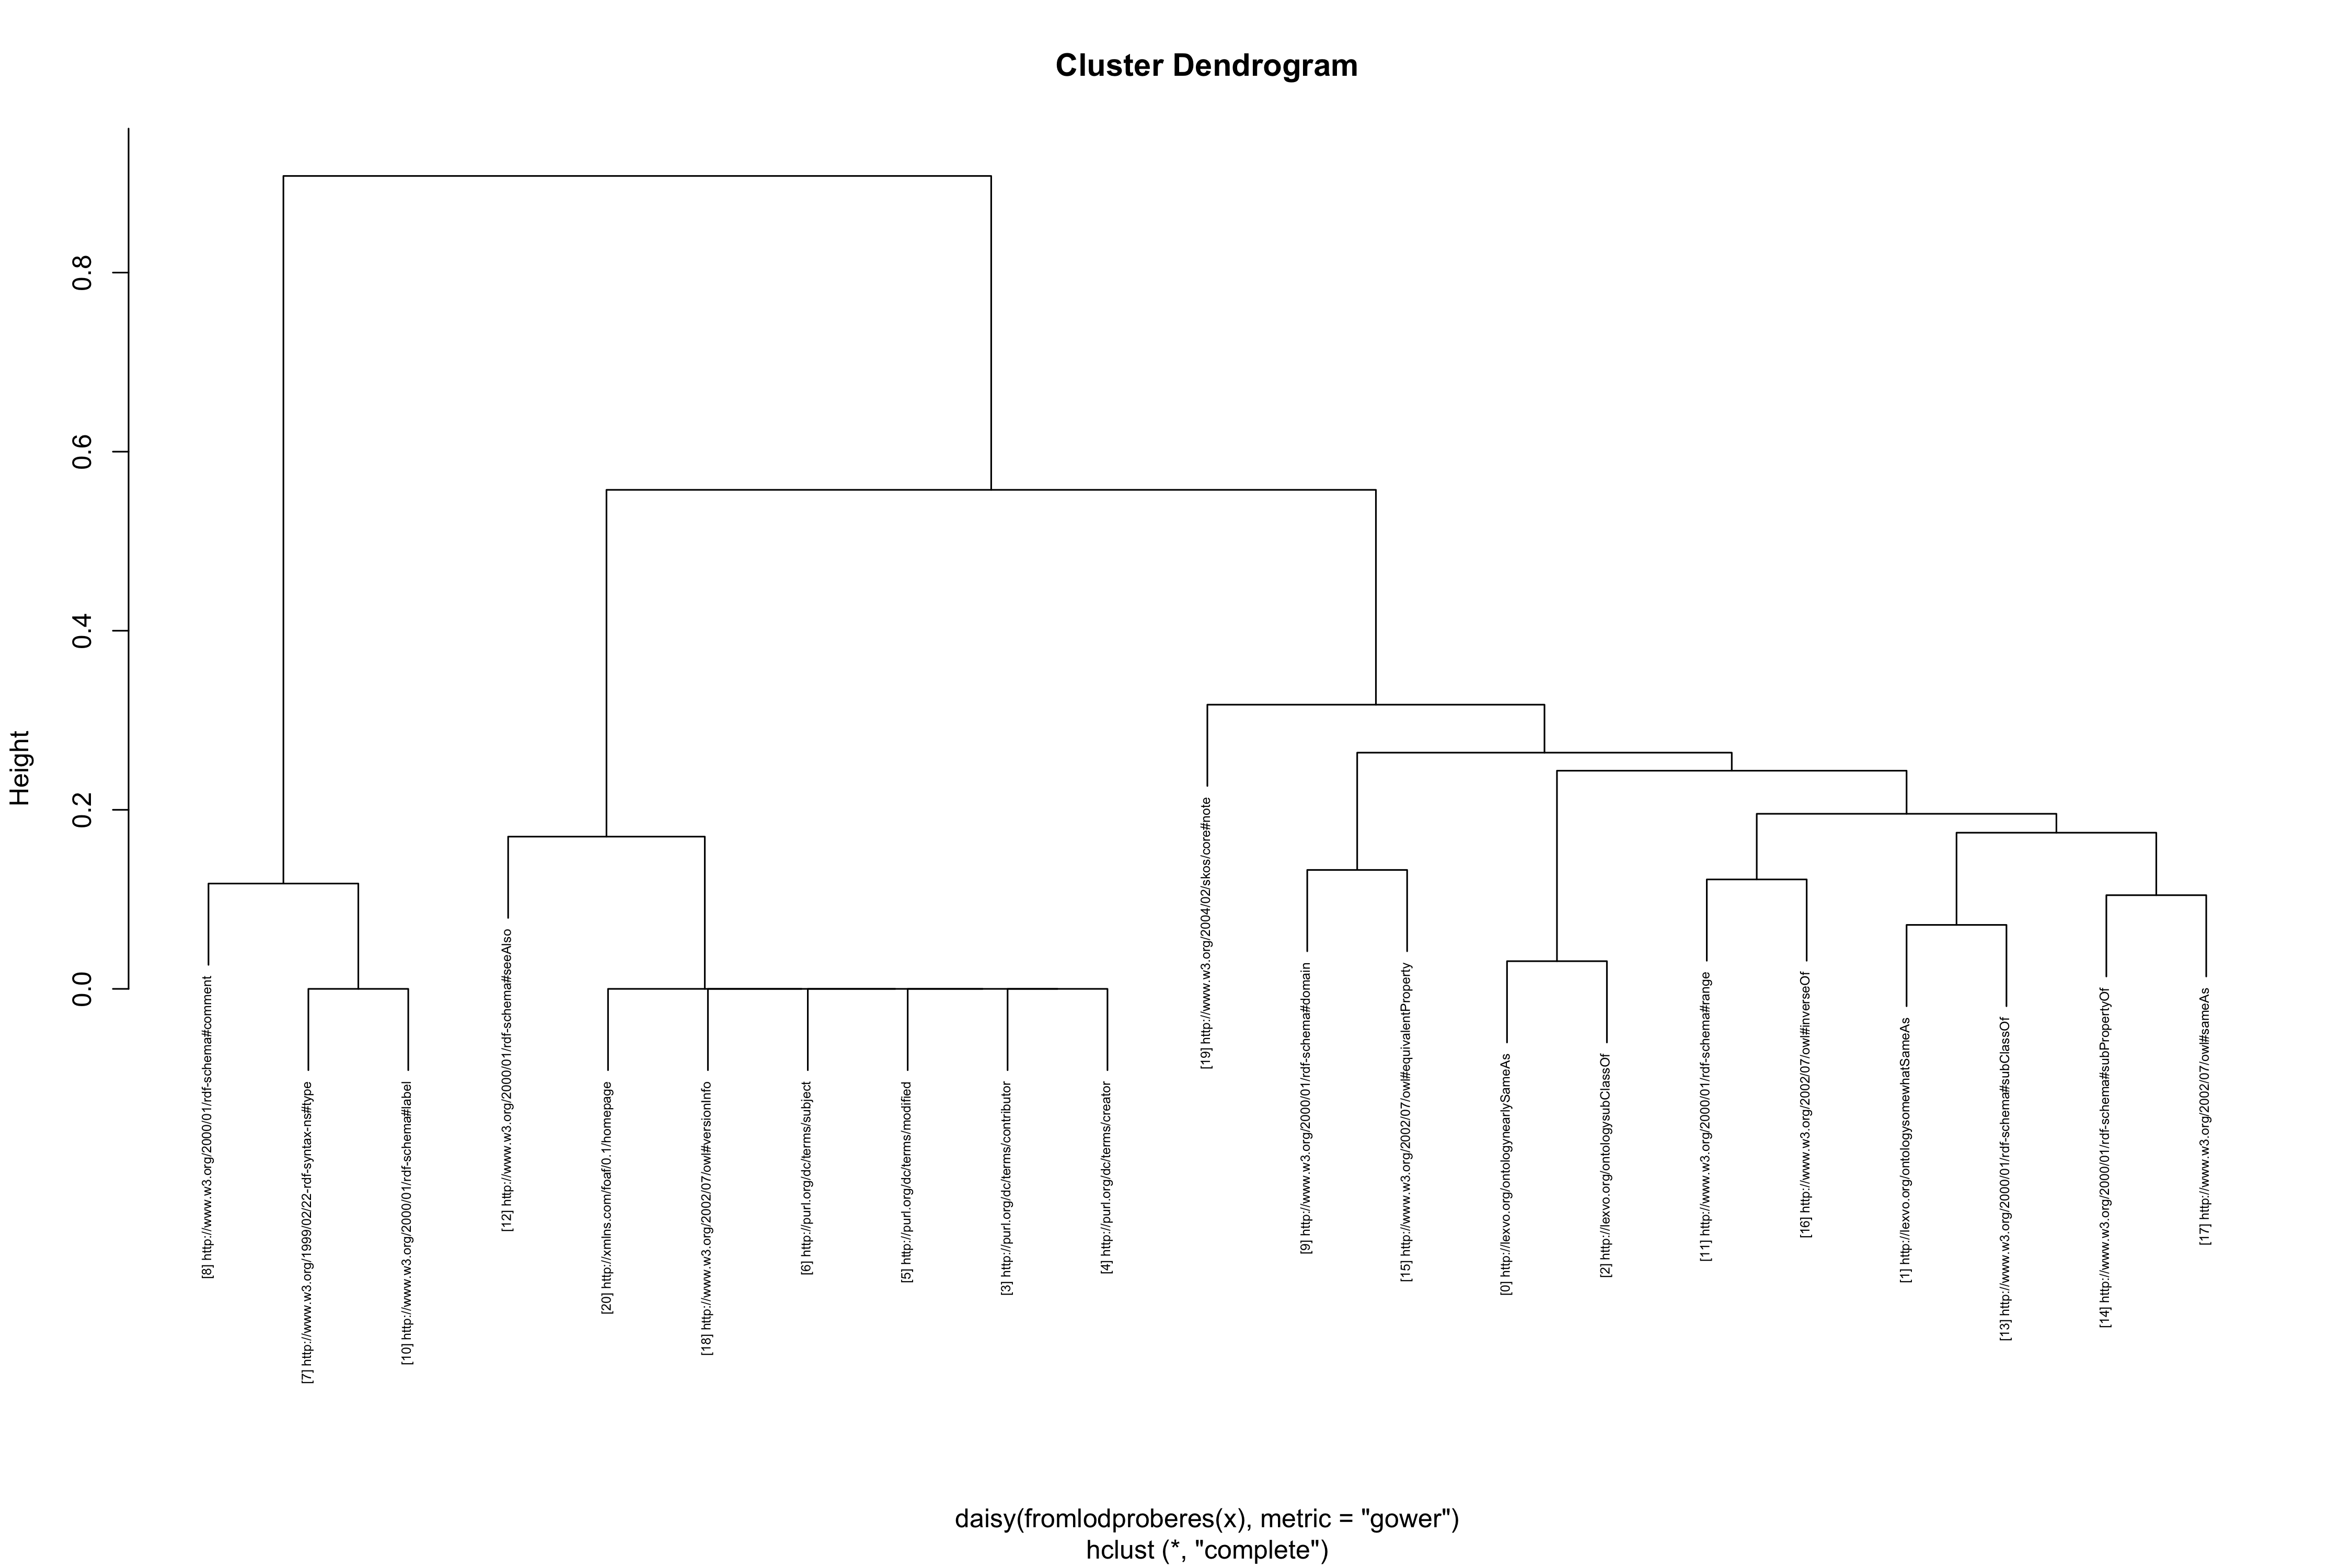 Cluster Dendrogram
Height
0.8
0.6
0.4
0.2
0.0
[8] http://www.w3.org/2000/01/rdf-schema#comment
[7] http://www.w3.org/1999/02/22-rdf-syntax-ns#type
[10] http://www.w3.org/2000/01/rdf-schema#label
[12] http://www.w3.org/2000/01/rdf-schema#seeAlso
[20] http://xmlns.com/foaf/0.1/homepage
[18] http://www.w3.org/2002/07/owl#versionInfo
[6] http://purl.org/dc/terms/subject
[5] http://purl.org/dc/terms/modified
[3] http://purl.org/dc/terms/contributor
[4] http://purl.org/dc/terms/creator
[19] http://www.w3.org/2004/02/skos/core#note
[9] http://www.w3.org/2000/01/rdf-schema#domain
[15] http://www.w3.org/2002/07/owl#equivalentProperty
[0] http://lexvo.org/ontologynearlySameAs
[2] http://lexvo.org/ontologysubClassOf
[11] http://www.w3.org/2000/01/rdf-schema#range
[16] http://www.w3.org/2002/07/owl#inverseOf
[1] http://lexvo.org/ontologysomewhatSameAs
[13] http://www.w3.org/2000/01/rdf-schema#subClassOf
[14] http://www.w3.org/2000/01/rdf-schema#subPropertyOf
[17] http://www.w3.org/2002/07/owl#sameAs
daisy(fromlodproberes(x), metric = "gower")
hclust (*, "complete")